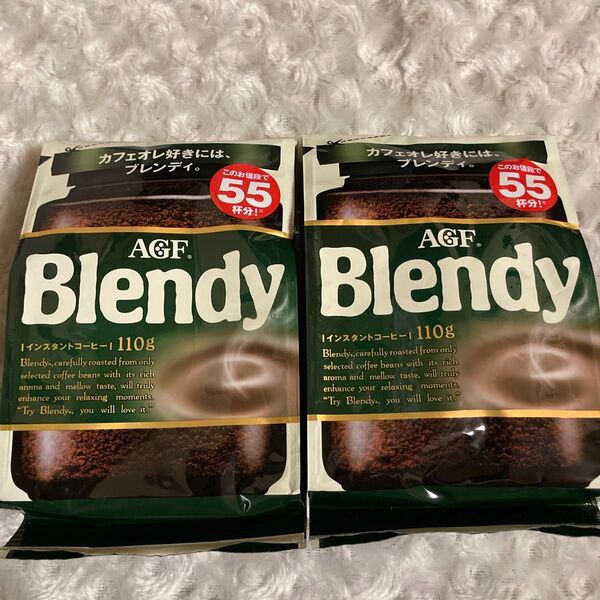 カフェオレ好きには、
ブレンディ。
このお値段で
55
杯分!
AGF®
Blendy
インスタントコーヒー 110g
Blendy®, carefully roasted from only
selected coffee beans with its rich
aroma and mellow taste, will truly
enhance your relaxing moments.
"Try Blendy®, you will love it."
カフェオレ好きには、
ブレンディ。
このお値段で
55
杯分!
AGF®
Blendy
インスタントコーヒー 110g
Blendy®, carefully roasted from only
selected coffee beans with its rich
aroma and mellow taste, will truly
enhance your relaxing moments.
"Try Blendy®, you will love it."